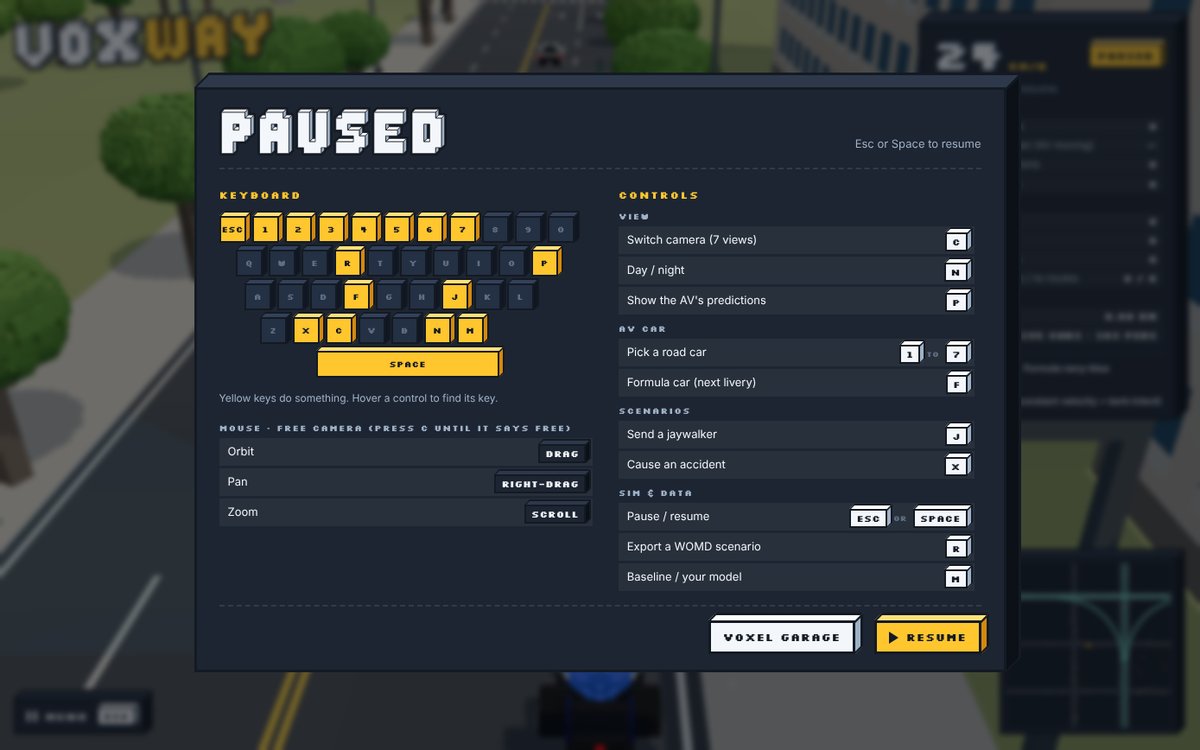 VOXWAY
24
PAUSED
Esc or Space to resume
KEYBOARD
ESC 1 2 3 4 5 6 7 8 9 0
Q W E R T Y U I O P
A S D F G H J K L
Z X C V B N M
SPACE
Yellow keys do something. Hover a control to find its key.
MOUSE - FREE CAMERA (PRESS C UNTIL IT SAYS FREE)
Orbit DRAG
Pan RIGHT-DRAG
Zoom SCROLL
CONTROLS
VIEW
Switch camera (7 views) C
Day / night N
Show the AV's predictions P
AV CAR
Pick a road car 1 TO 7
Formula car (next livery) F
SCENARIOS
Send a jaywalker J
Cause an accident X
SIM & DATA
Pause / resume ESC OR SPACE
Export a WOMD scenario R
Baseline / your model M
VOXEL GARAGE
RESUME